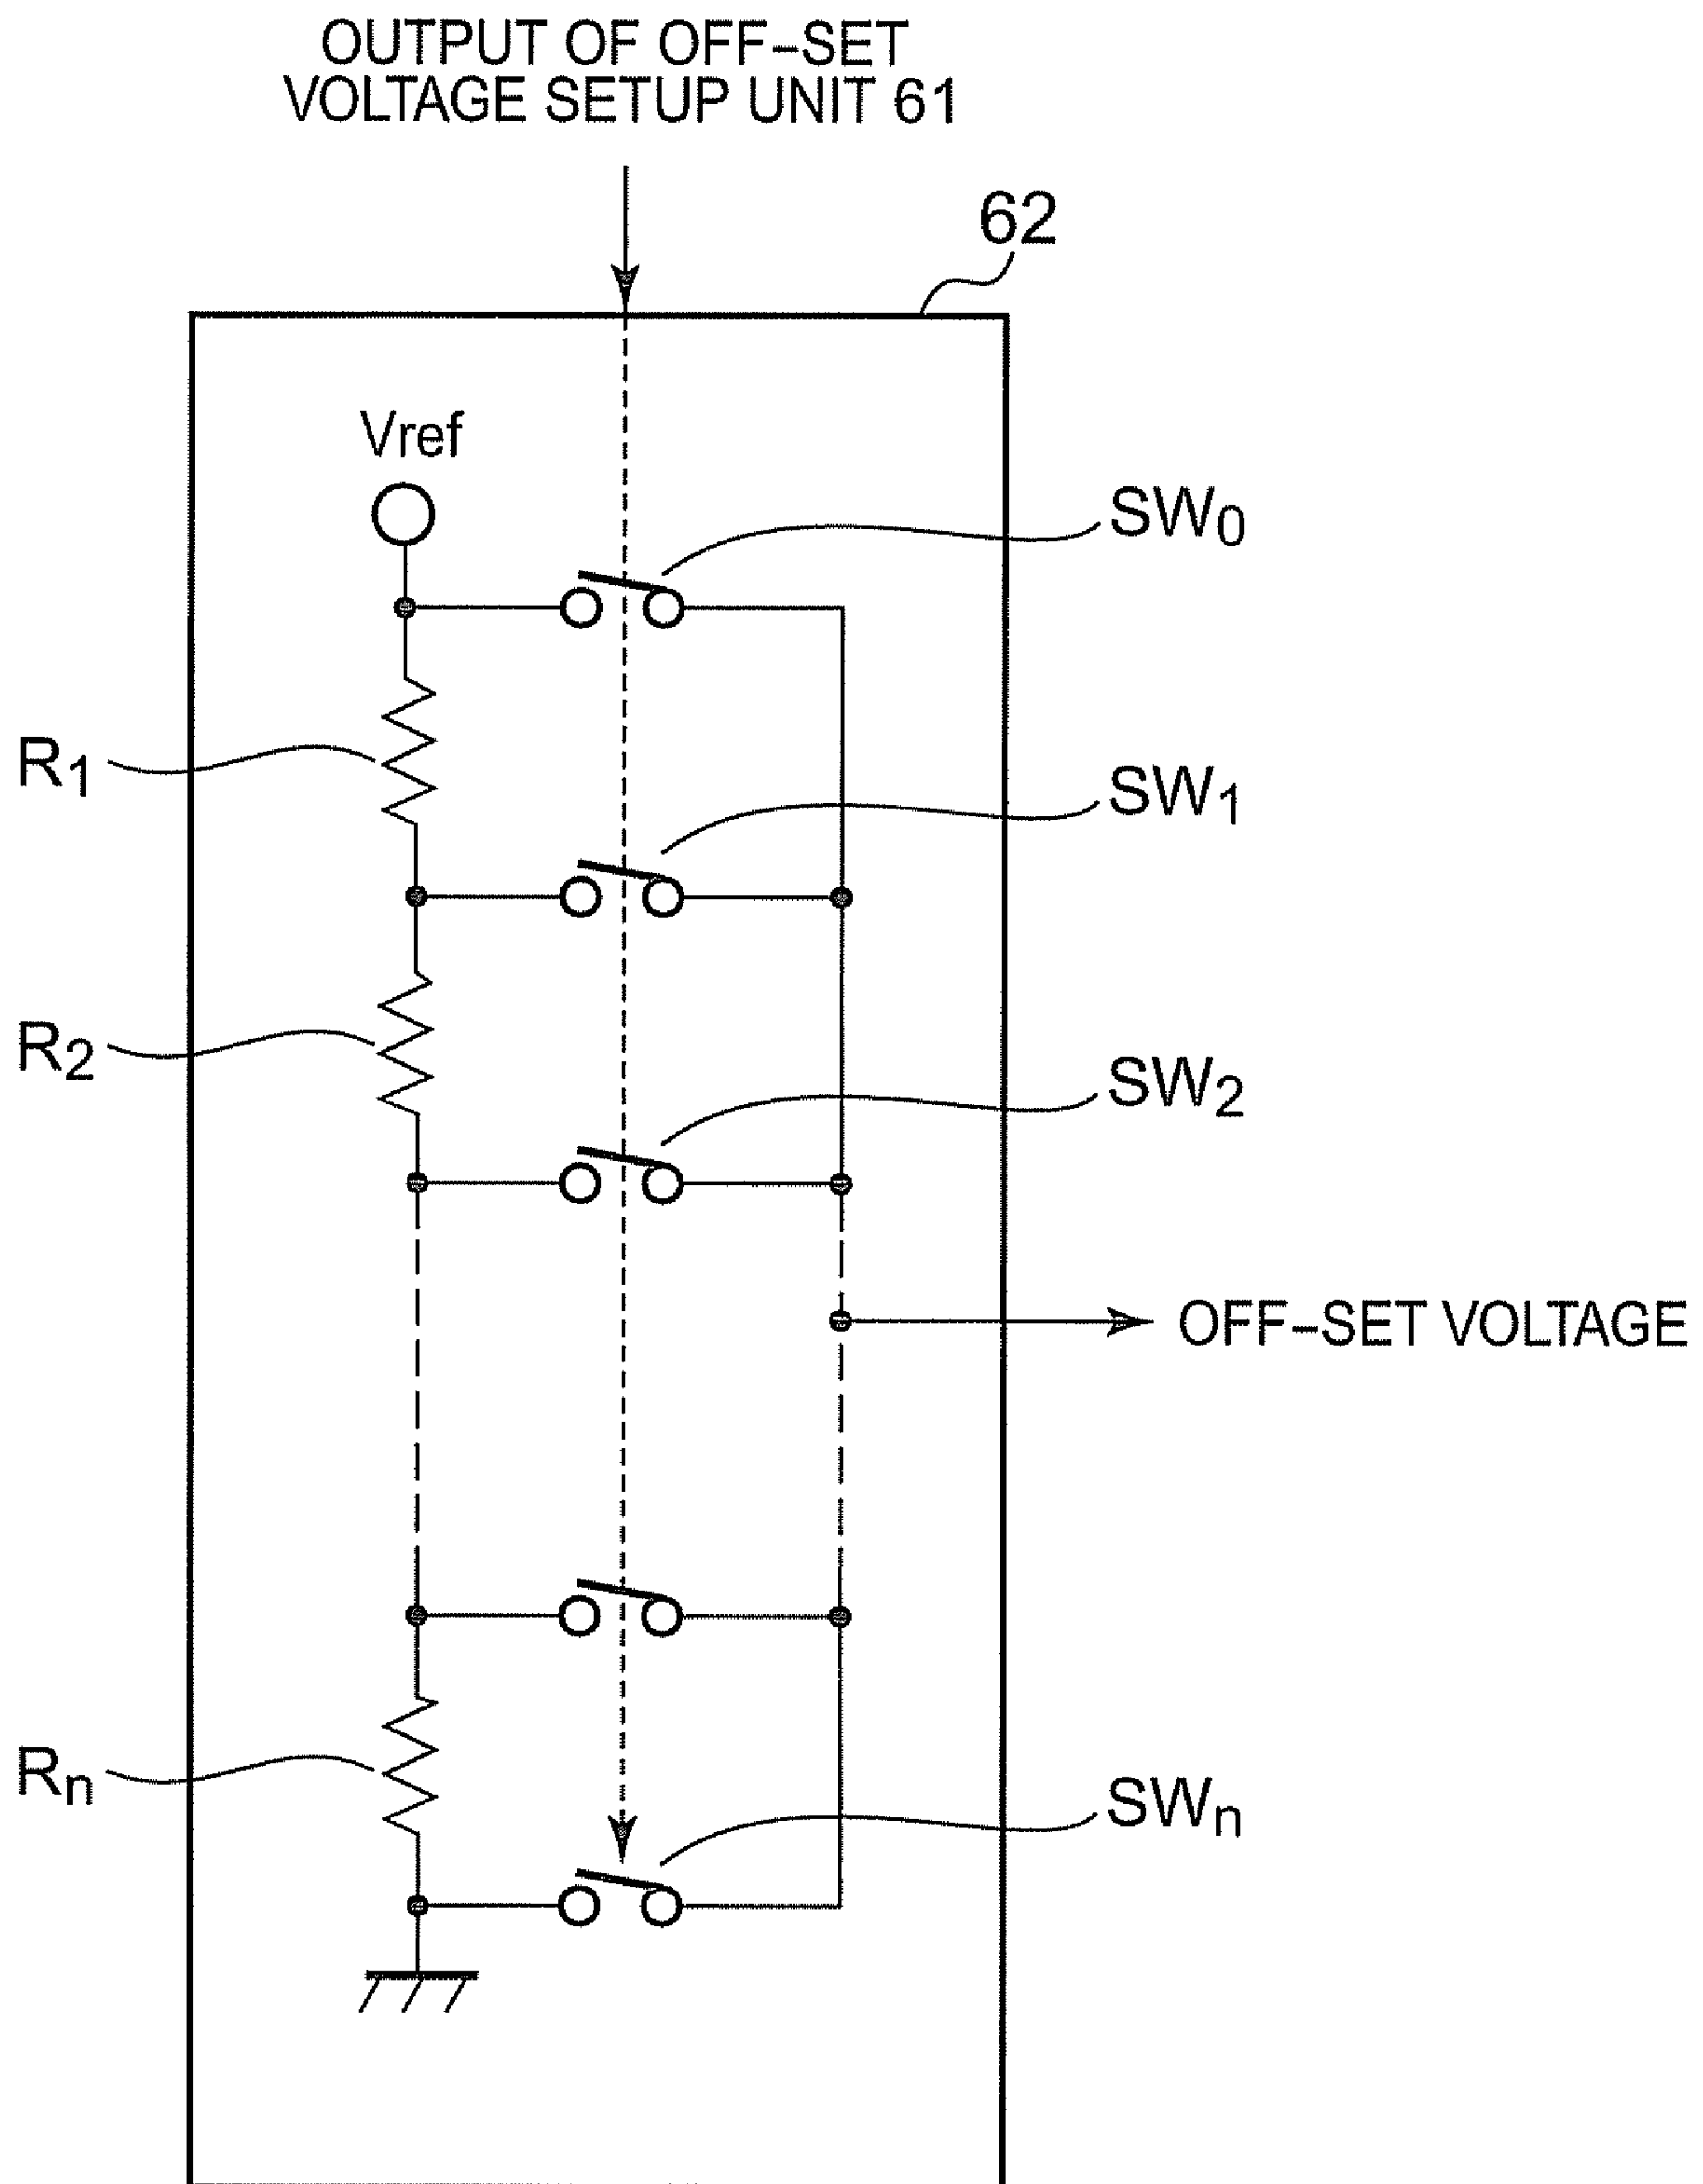 OUTPUT OF OFF-SET
VOLTAGE SETUP UNIT 61
62
Vref
SW0
R1
SW1
R2
SW2
OFF-SET VOLTAGE
Rn
SWn